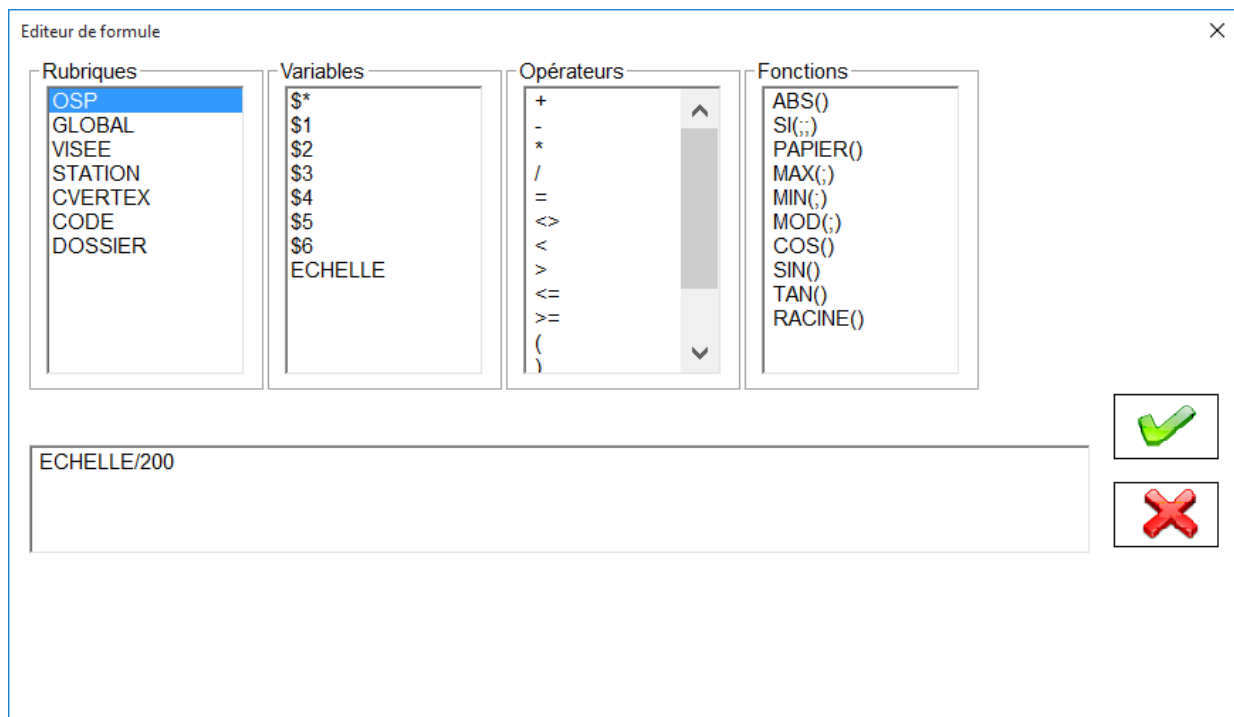 Editeur de formule
Rubriques
OSP
GLOBAL
VISEE
STATION
CVERTEX
CODE
DOSSIER
Variables
$*
$1
$2
$3
$4
$5
$6
ECHELLE
Opérateurs
+
-
*
/
=
<>
<
>
<=
>=
(
)
Fonctions
ABS()
SI(;;)
PAPIER()
MAX(;)
MIN(;)
MOD(;)
COS()
SIN()
TAN()
RACINE()
ECHELLE/200